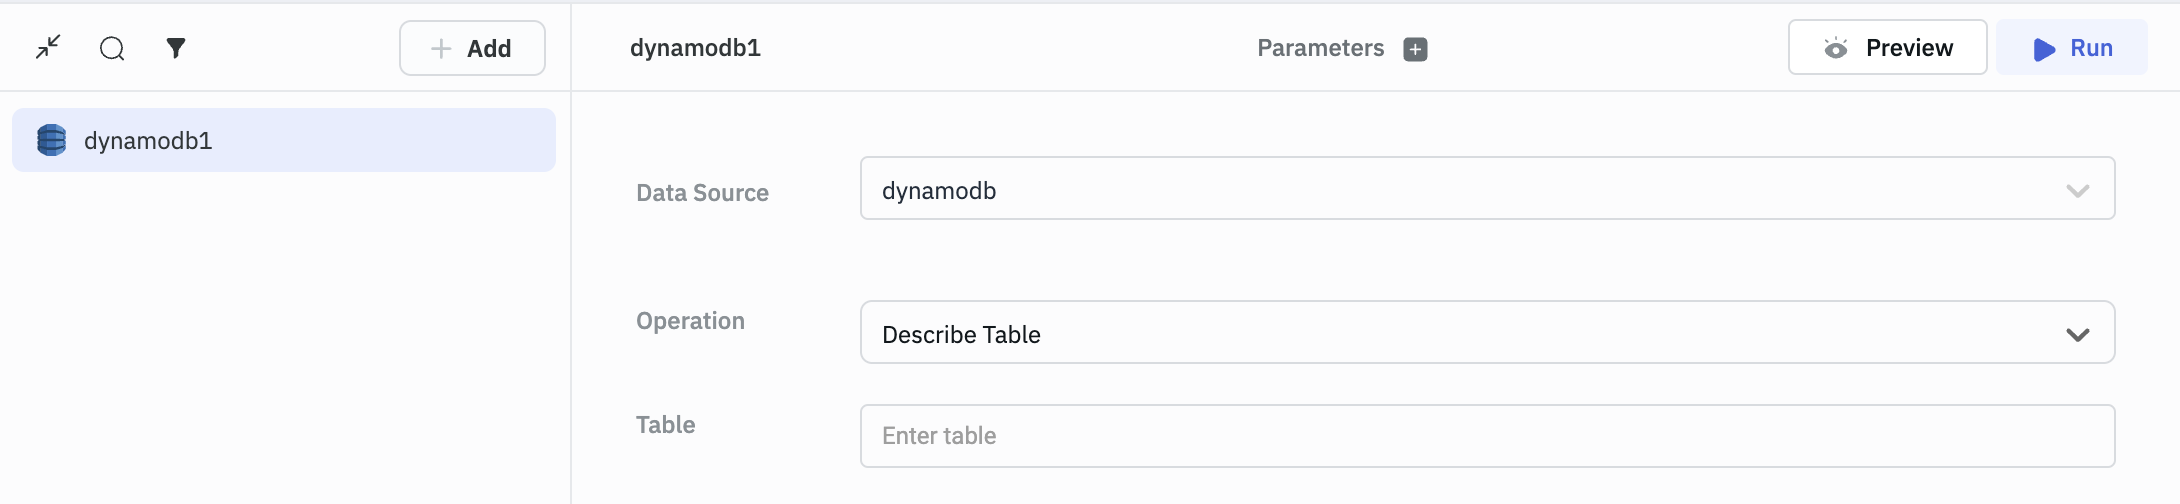 Add
dynamodb1
Parameters
Preview
Run
dynamodb1
Data Source
dynamodb
Operation
Describe Table
Table
Enter table